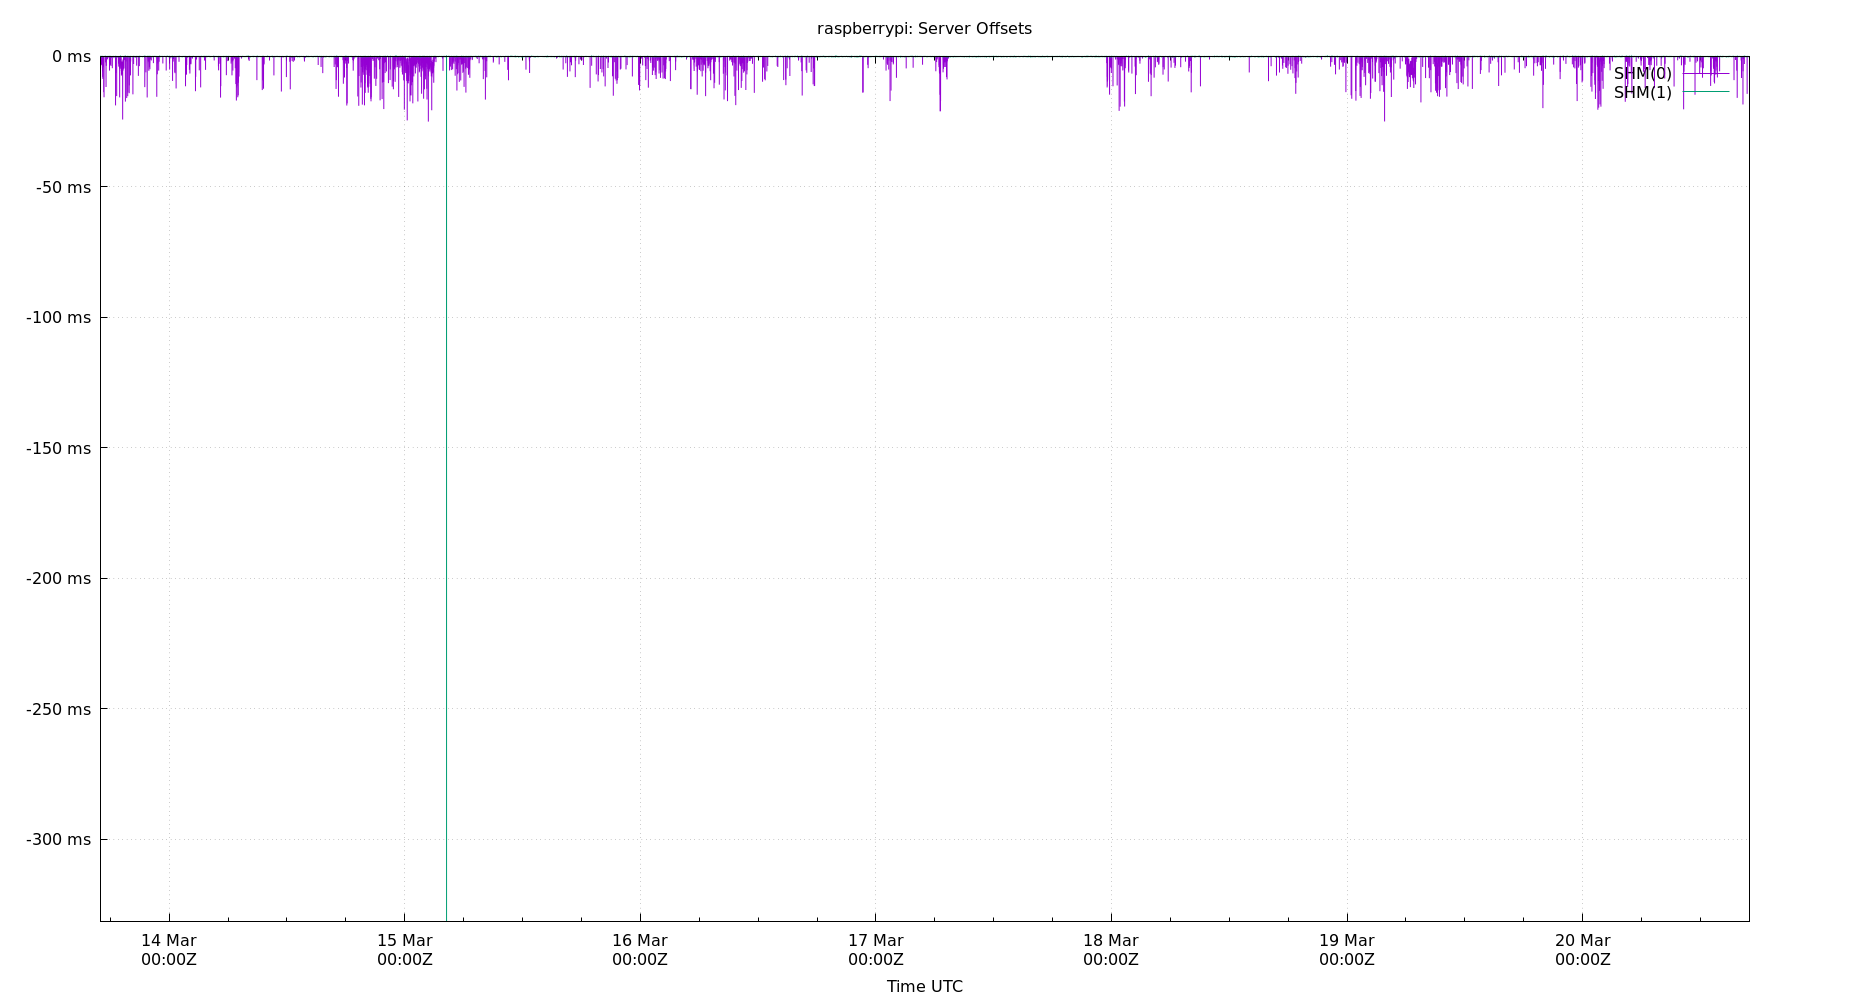 raspberrypi: Server Offsets
0 ms
SHM(0)
SHM(1)
-50 ms
-100 ms
-150 ms
-200 ms
-250 ms
-300 ms
14 Mar
00:00Z
15 Mar
00:00Z
16 Mar
00:00Z
17 Mar
00:00Z
18 Mar
00:00Z
19 Mar
00:00Z
20 Mar
00:00Z
Time UTC